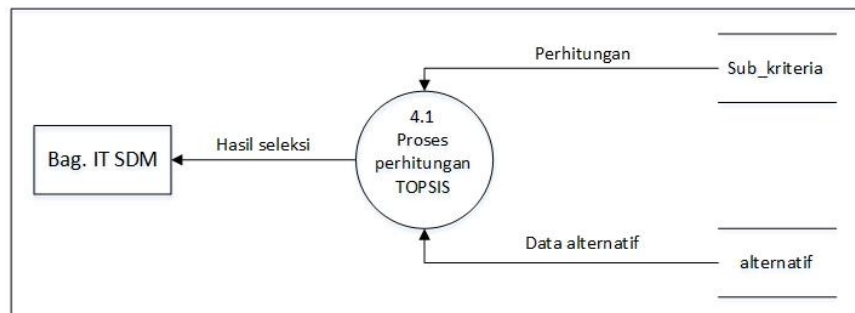 Perhitungan
Sub_kriteria
4.1
Proses
perhitungan
TOPSIS
Hasil seleksi
Bag. IT SDM
Data alternatif
alternatif